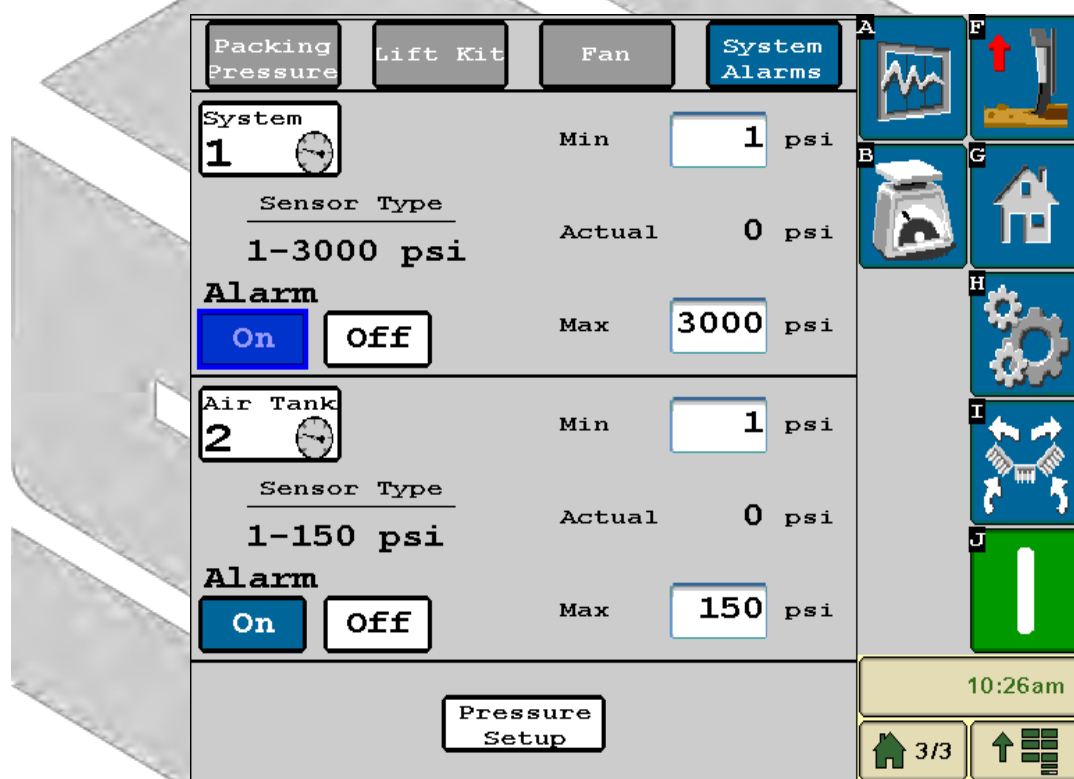 Packing
Pressure
Lift Kit
Fan
System
Alarms
System
1
Min 1 psi
Sensor Type
1-3000 psi
Actual 0 psi
Alarm
On Off
Max 3000 psi
Air Tank
2
Min 1 psi
Sensor Type
1-150 psi
Actual 0 psi
Alarm
On Off
Max 150 psi
Pressure
Setup
A
F
B
G
H
I
J
10:26am
3/3